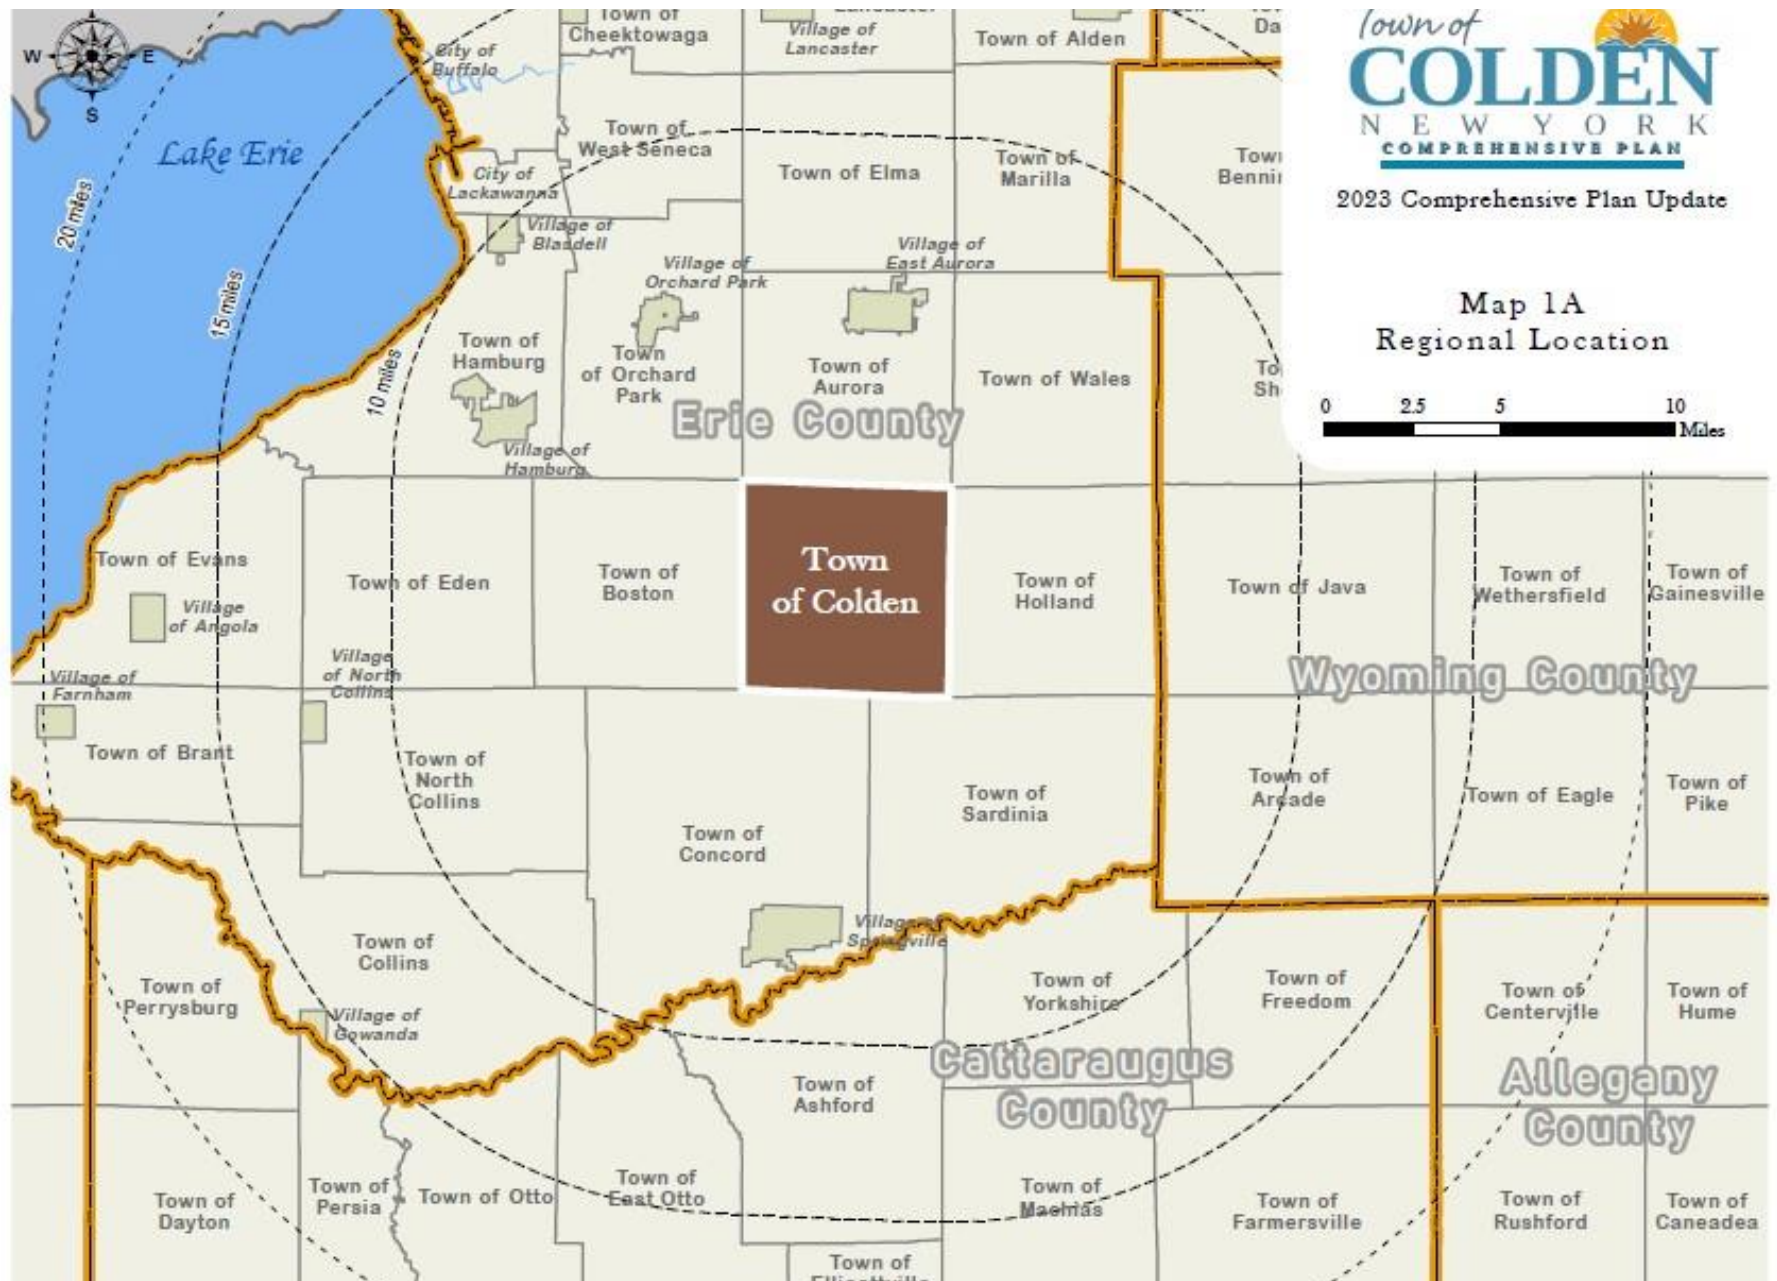 Town of
COLDEN
NEW YORK
COMPREHENSIVE PLAN
2023 Comprehensive Plan Update
Map 1A
Regional Location
0 2.5 5 10
Miles
W E
S
Lake Erie
20 miles
15 miles
10 miles
City of
Buffalo
Town of
Cheektowaga
Village of
Lancaster
Town of Alden
Town of
West Seneca
City of
Lackawanna
Town of Elma
Town of
Marilla
Village of
Blasdell
Village of
Orchard Park
Village of
East Aurora
Town of
Hamburg
Town
of Orchard
Park
Town of
Aurora
Town of Wales
Erie County
Village of
Hamburg
Town of Evans
Village
of Angola
Town of Eden
Town of
Boston
Town
of Colden
Town of
Holland
Town of Java
Town of
Wethersfield
Town of
Gainesville
Village of
Farnham
Village
of North
Collins
Wyoming County
Town of Brant
Town of
North
Collins
Town of
Concord
Town of
Sardinia
Town of
Arcade
Town of Eagle
Town of
Pike
Town of
Collins
Village of
Springville
Town of
Perrysburg
Village of
Gowanda
Town of
Yorkshire
Town of
Freedom
Town of
Centerville
Town of
Hume
Cattaraugus
County
Allegany
County
Town of
Ashford
Town of
Dayton
Town of
Persia
Town of Otto
Town of
East Otto
Town of
Machias
Town of
Farmersville
Town of
Rushford
Town of
Caneadea
Town of